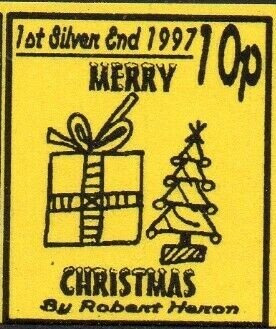 1st Silver End 1997 10p
MERRY
CHRISTMAS
By Robert Heron